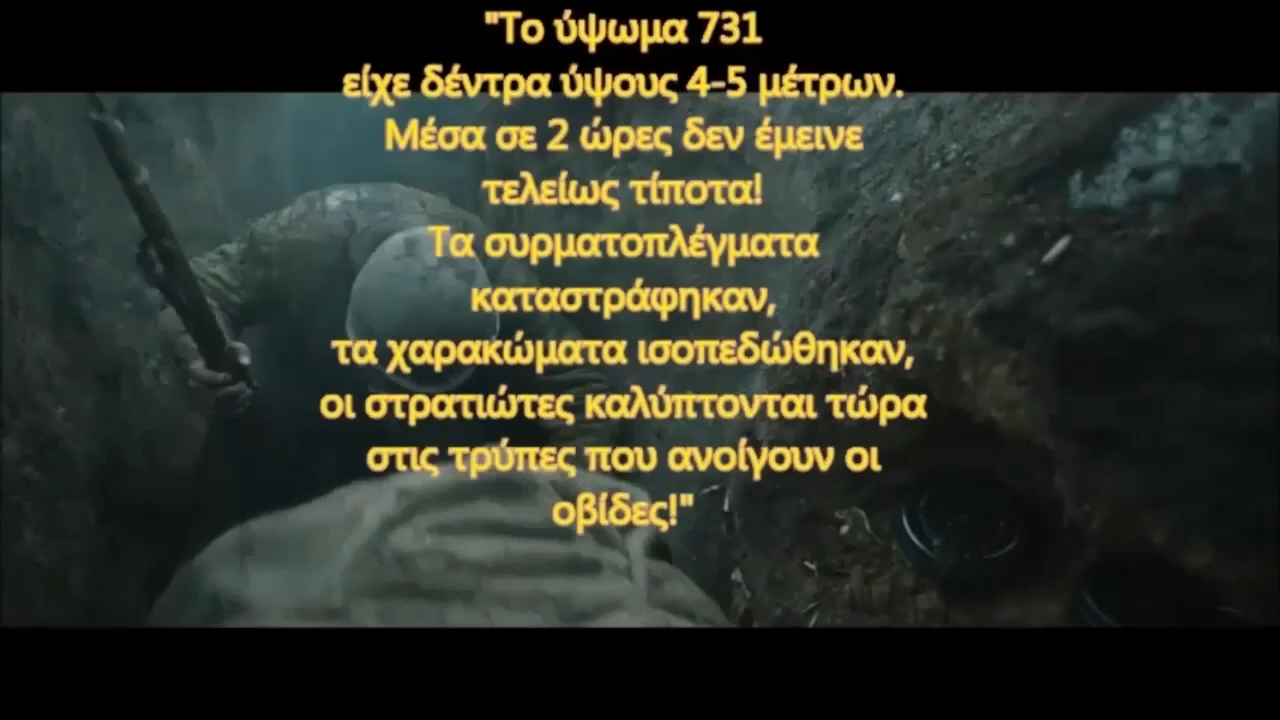 "Το ύψωμα 731
είχε δέντρα ύψους 4-5 μέτρων.
Μέσα σε 2 ώρες δεν έμεινε
τελείως τίποτα!
Τα συρματοπλέγματα
καταστράφηκαν,
τα χαρακώματα ισοπεδώθηκαν,
οι στρατιώτες καλύπτονται τώρα
στις τρύπες που ανοίγουν οι
οβίδες!"